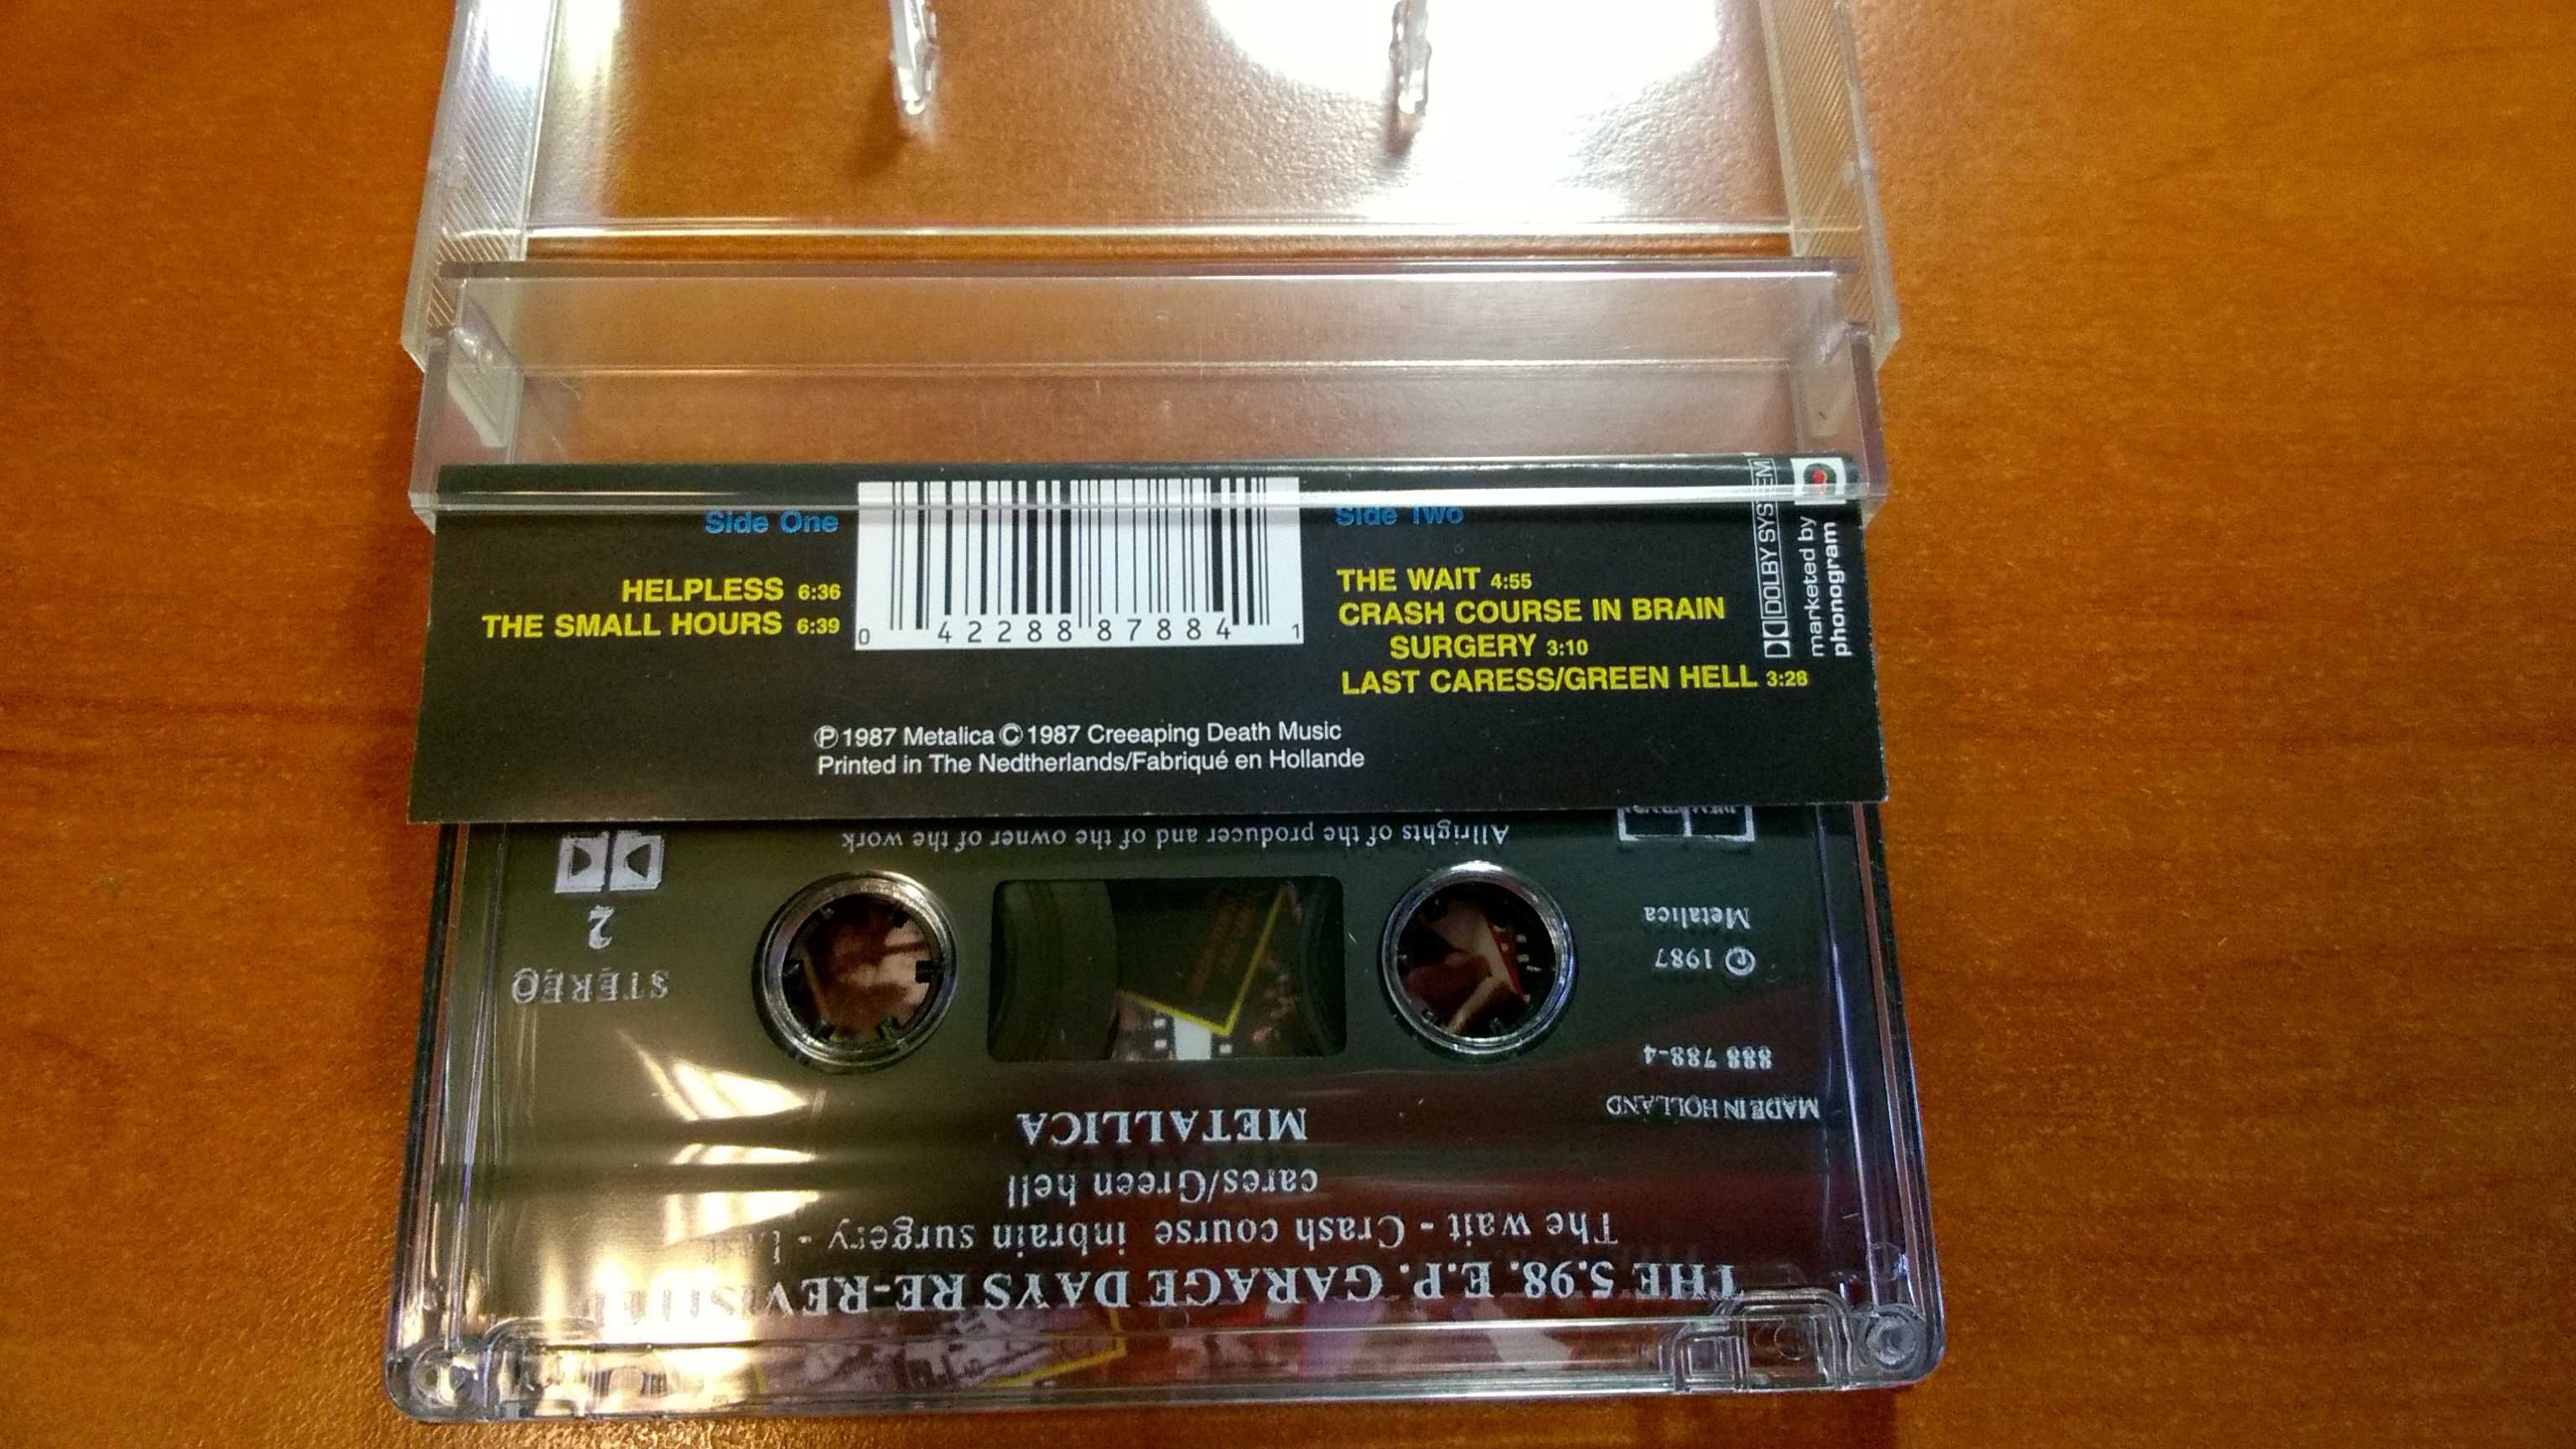 Side One
HELPLESS 6:36
THE SMALL HOURS 6:39
0 42288 87884 1
Side Two
THE WAIT 4:55
CRASH COURSE IN BRAIN
SURGERY 3:10
LAST CARESS/GREEN HELL 3:28
DOLBY SYSTEM
marketed by
phonogram
Ⓟ 1987 Metalica © 1987 Creeaping Death Music
Printed in The Nedtherlands/Fabriqué en Hollande
THE 5.98. E.P. GARAGE DAYS
The wait - Crash course inbrain surgery -
cares/Green hell
METALLICA
MADE IN HOLLAND
888 788-4
Ⓟ 1987
Metalica
STEREO
2
Allrights of the producer and of the owner of the work